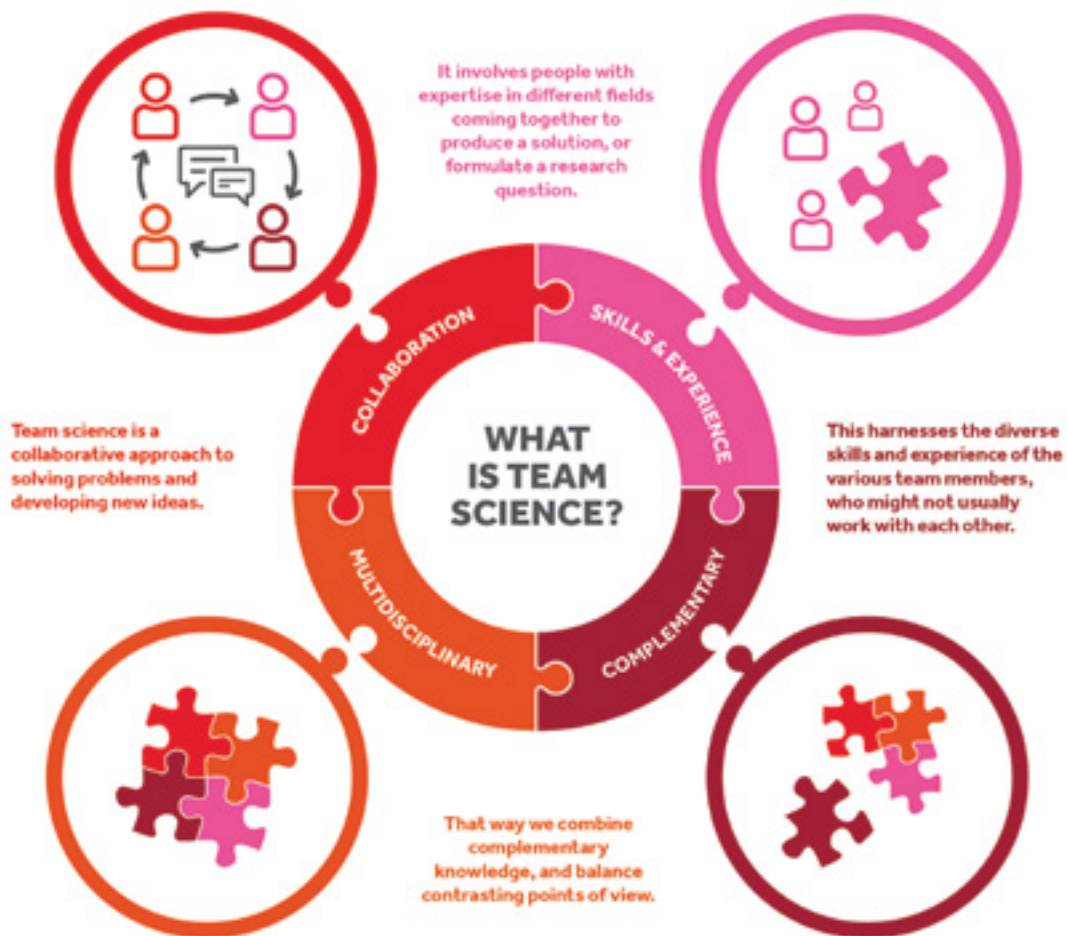 It involves people with
expertise in different fields
coming together to
produce a solution, or
formulate a research
question.
COLLABORATION
SKILLS & EXPERIENCE
Team science is a
collaborative approach to
solving problems and
developing new ideas.
WHAT
IS TEAM
SCIENCE?
This harnesses the diverse
skills and experience of the
various team members,
who might not usually
work with each other.
MULTIDISCIPLINARY
COMPLEMENTARY
That way we combine
complementary
knowledge, and balance
contrasting points of view.